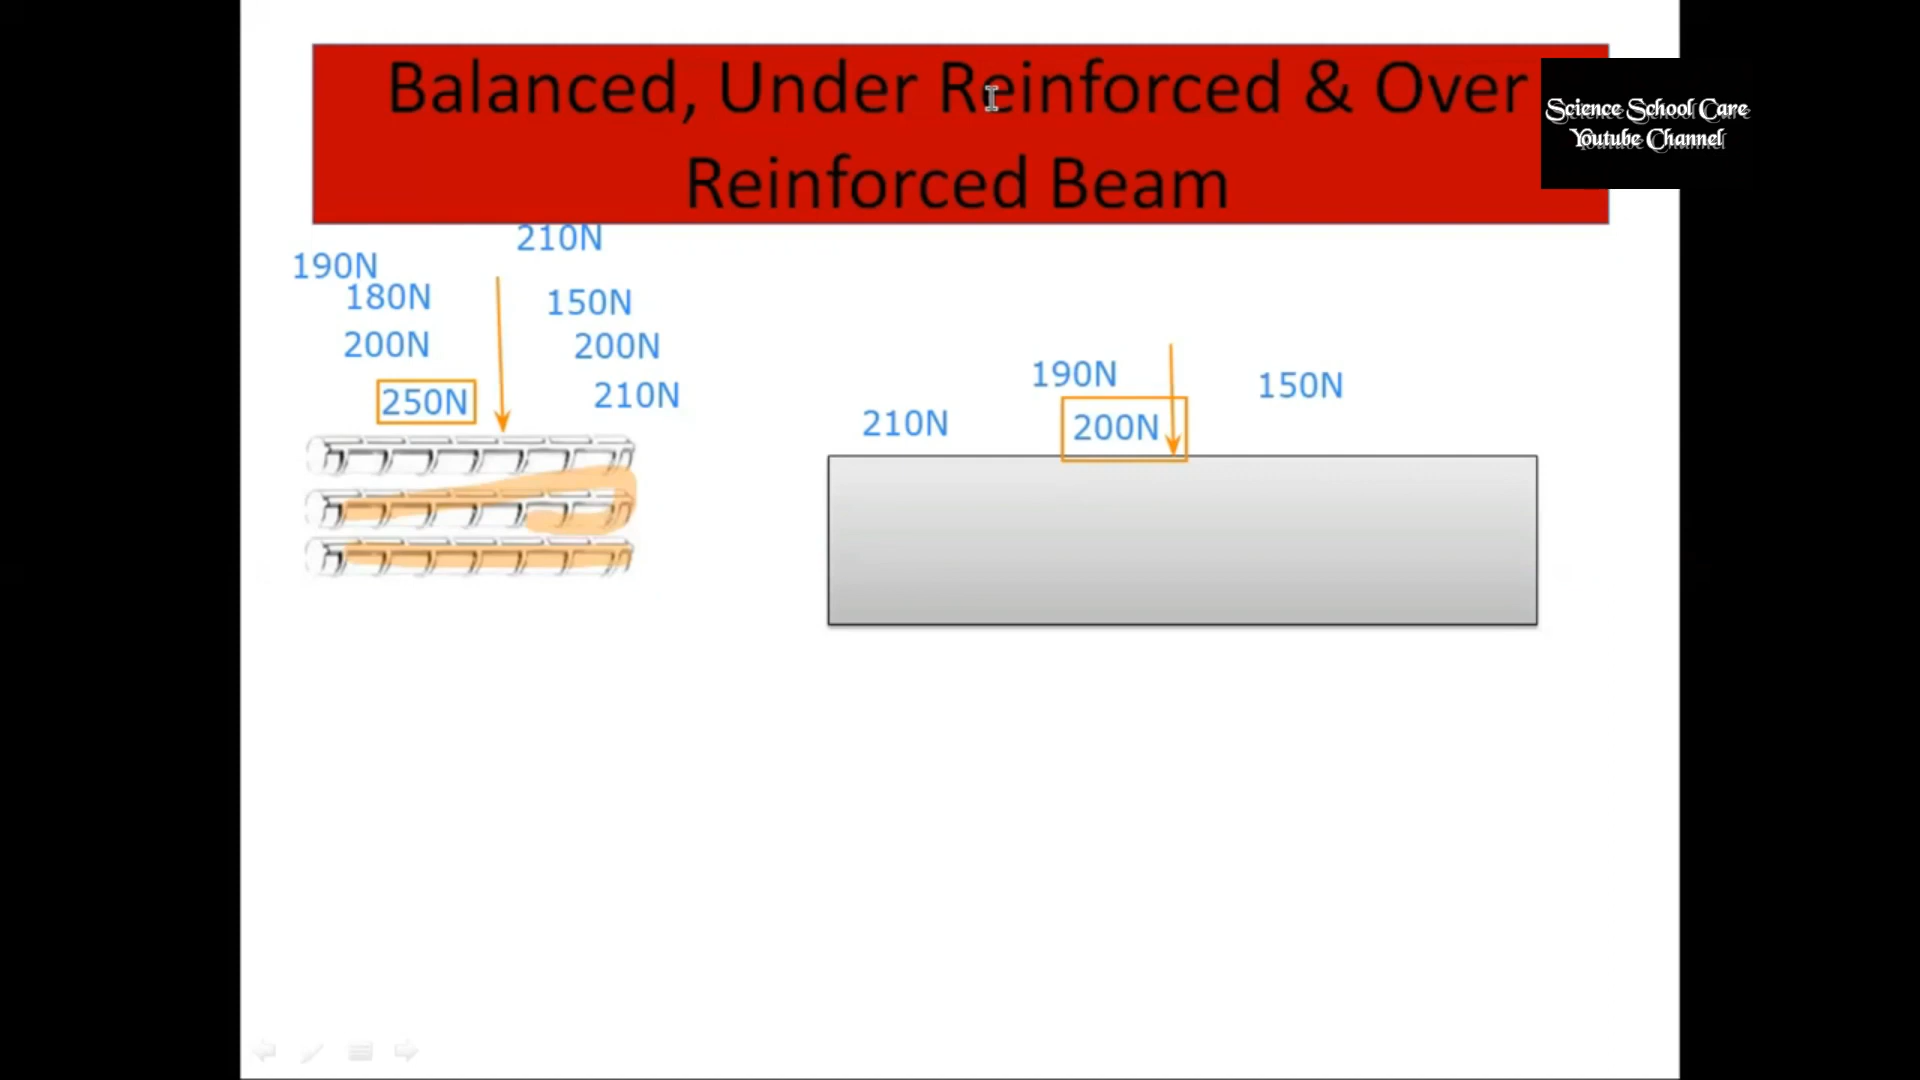 Balanced, Under Reinforced & Over
Reinforced Beam
Science School Care
Youtube Channel
210N
190N
180N
150N
200N
200N
250N
210N
190N
150N
210N
200N